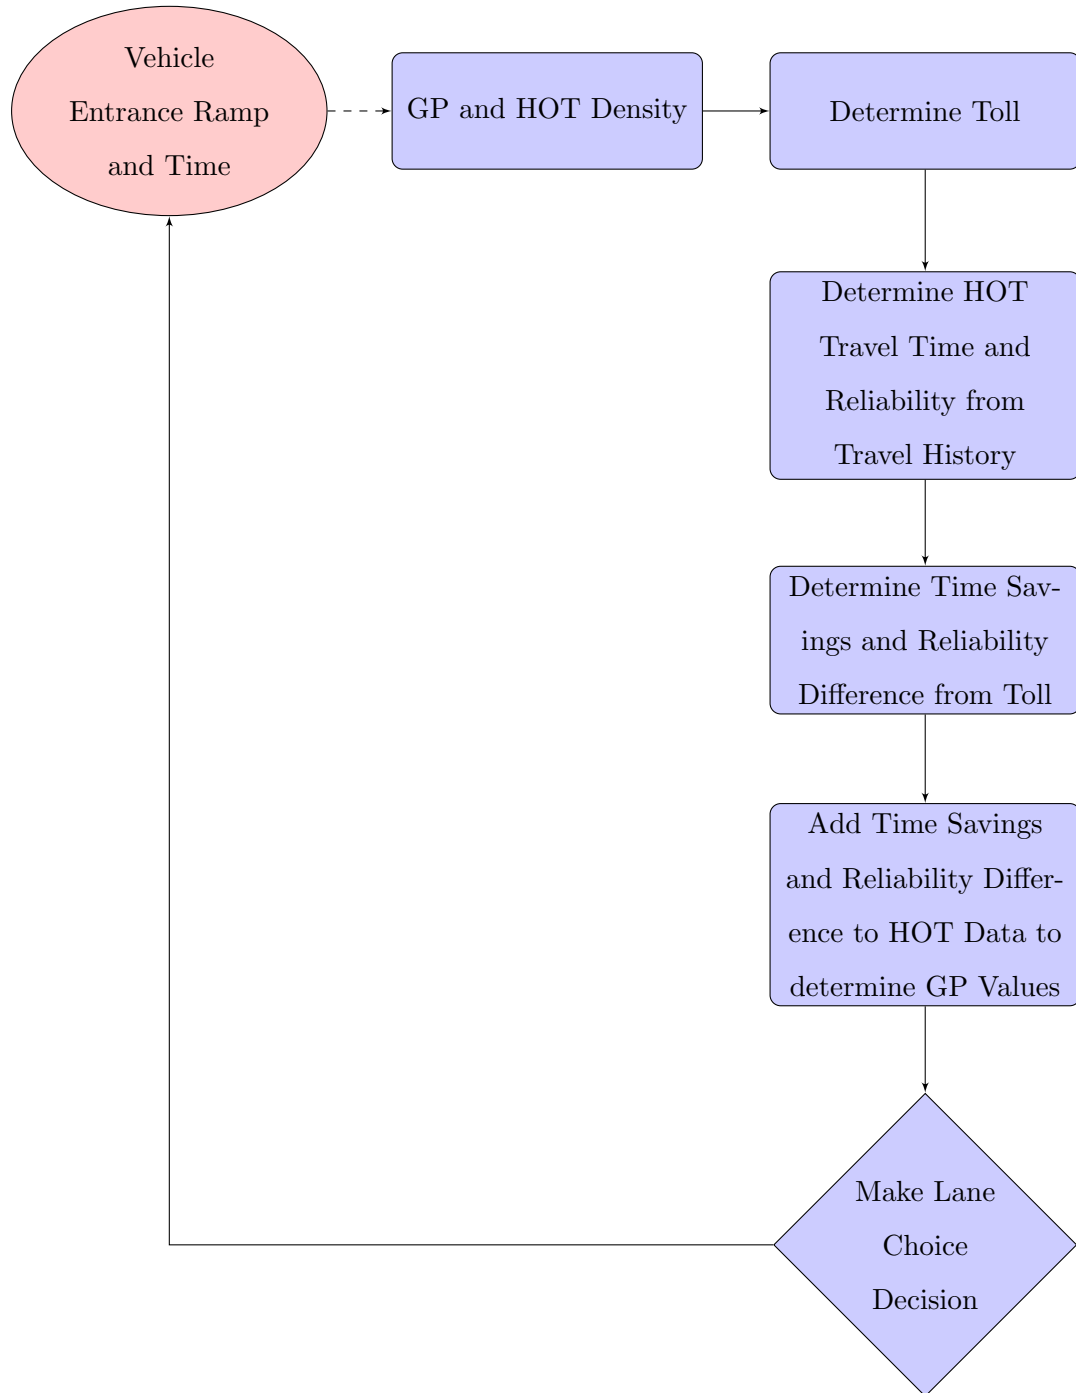 Vehicle
Entrance Ramp
and Time
GP and HOT Density
Determine Toll
Determine HOT
Travel Time and
Reliability from
Travel History
Determine Time Sav-
ings and Reliability
Difference from Toll
Add Time Savings
and Reliability Differ-
ence to HOT Data to
determine GP Values
Make Lane
Choice
Decision